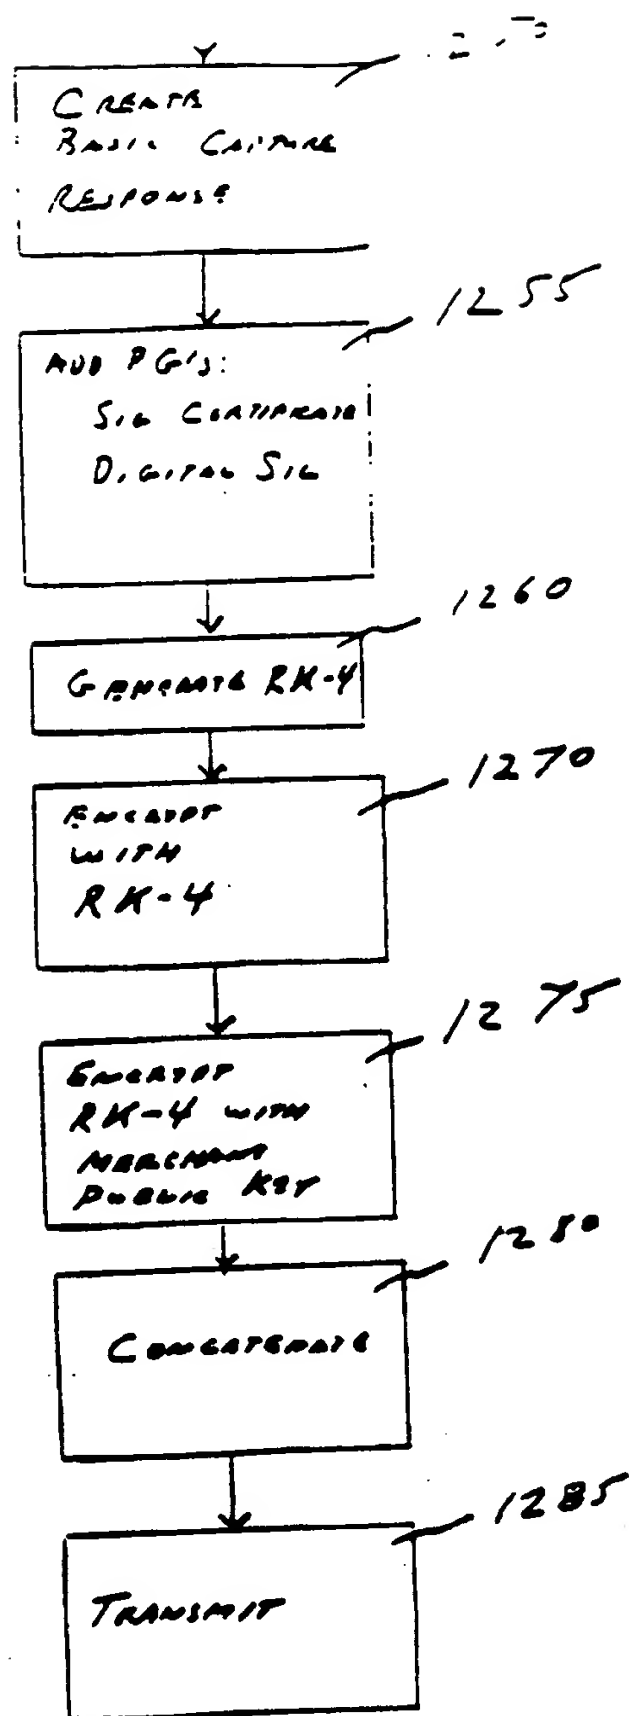 CREATE
BASIC CAPTURE
RESPONSE
1255
ADD PG'S:
SIG CERTIFICATE
DIGITAL SIG
1260
GENERATE RK-4
1270
ENCRYPT
WITH
RK-4
1275
ENCRYPT
RK-4 WITH
MERCHANT
PUBLIC KEY
1280
CONCATENATE
1285
TRANSMIT